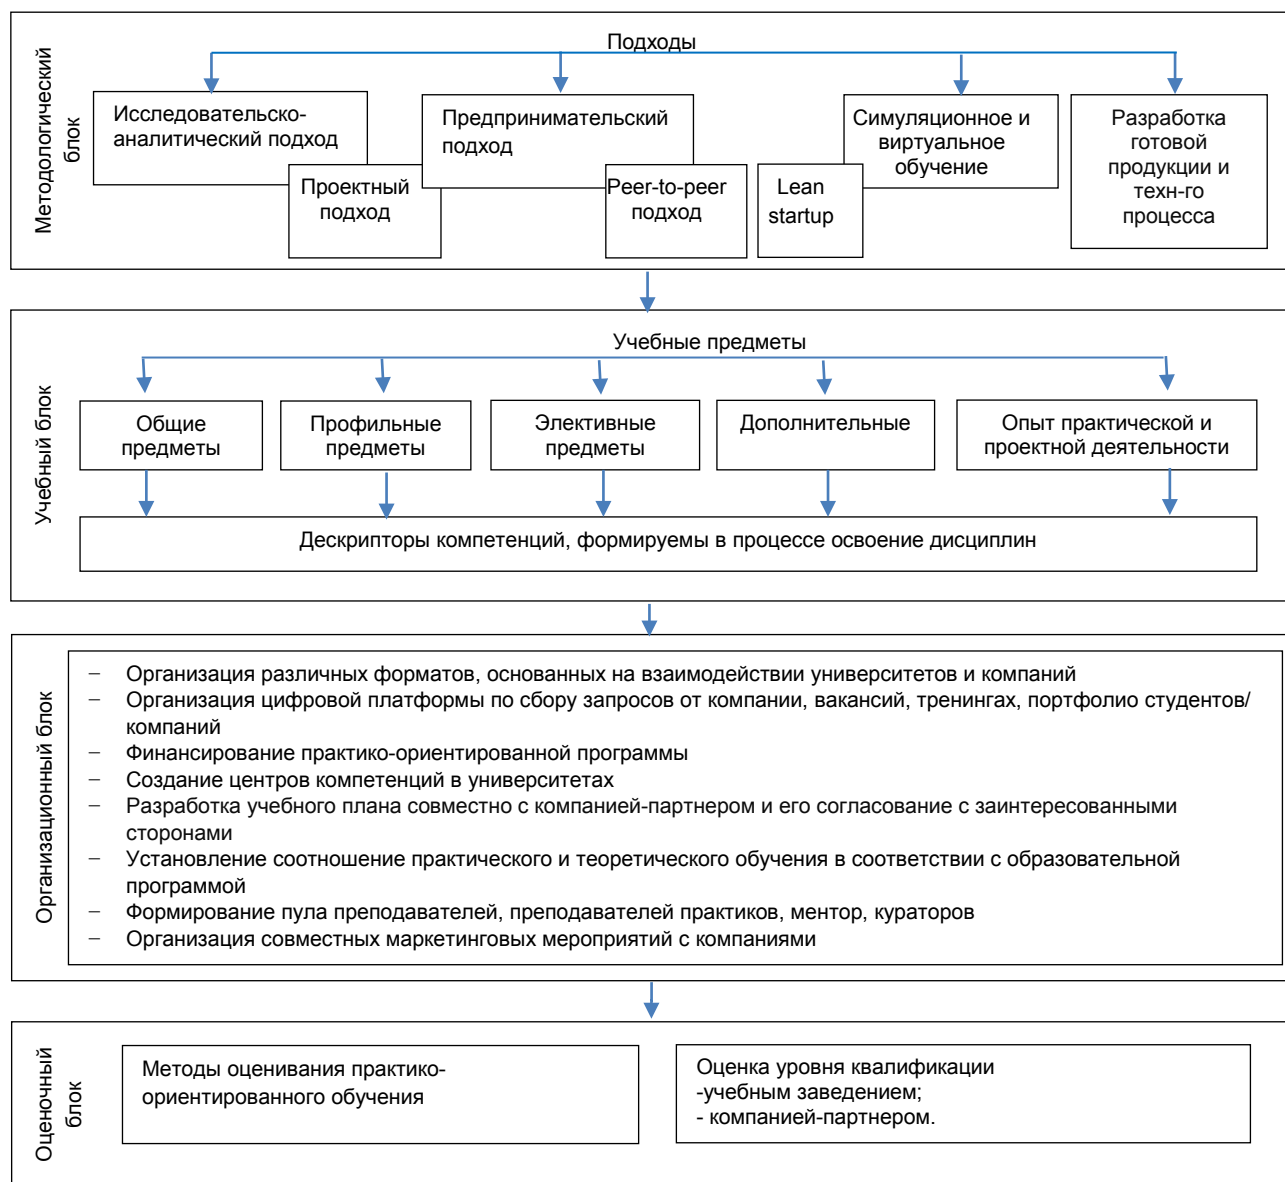 Методологический
блок
Подходы
Исследовательско-
аналитический подход
Проектный
подход
Предпринимательский
подход
Peer-to-peer
подход
Lean
startup
Симуляционное и
виртуальное
обучение
Разработка
готовой
продукции и
техн-го
процесса
Учебный блок
Учебные предметы
Общие
предметы
Профильные
предметы
Элективные
предметы
Дополнительные
Опыт практической и
проектной деятельности
Дескрипторы компетенций, формируемы в процессе освоение дисциплин
Организационный блок
– Организация различных форматов, основанных на взаимодействии университетов и компаний
– Организация цифровой платформы по сбору запросов от компании, вакансий, тренингах, портфолио студентов/
компаний
– Финансирование практико-ориентированной программы
– Создание центров компетенций в университетах
– Разработка учебного плана совместно с компанией-партнером и его согласование с заинтересованными
сторонами
– Установление соотношение практического и теоретического обучения в соответствии с образовательной
программой
– Формирование пула преподавателей, преподавателей практиков, ментор, кураторов
– Организация совместных маркетинговых мероприятий с компаниями
Оценочный
блок
Методы оценивания практико-
ориентированного обучения
Оценка уровня квалификации
-учебным заведением;
- компанией-партнером.